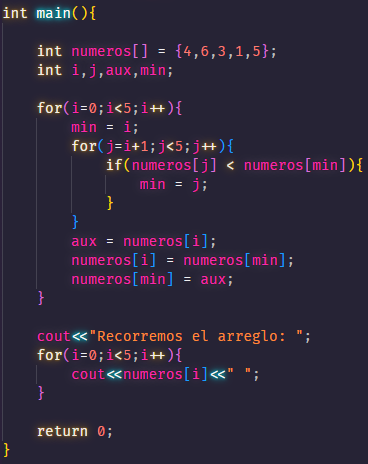 int main(){
int numeros[] = {4,6,3,1,5};
int i,j,aux,min;
for(i=0;i<5;i++){
min = i;
for(j=i+1;j<5;j++){
if(numeros[j] < numeros[min]){
min = j;
}
}
aux = numeros[i];
numeros[i] = numeros[min];
numeros[min] = aux;
}
cout<<"Recorremos el arreglo: ";
for(i=0;i<5;i++){
cout<<numeros[i]<<" ";
}
return 0;
}